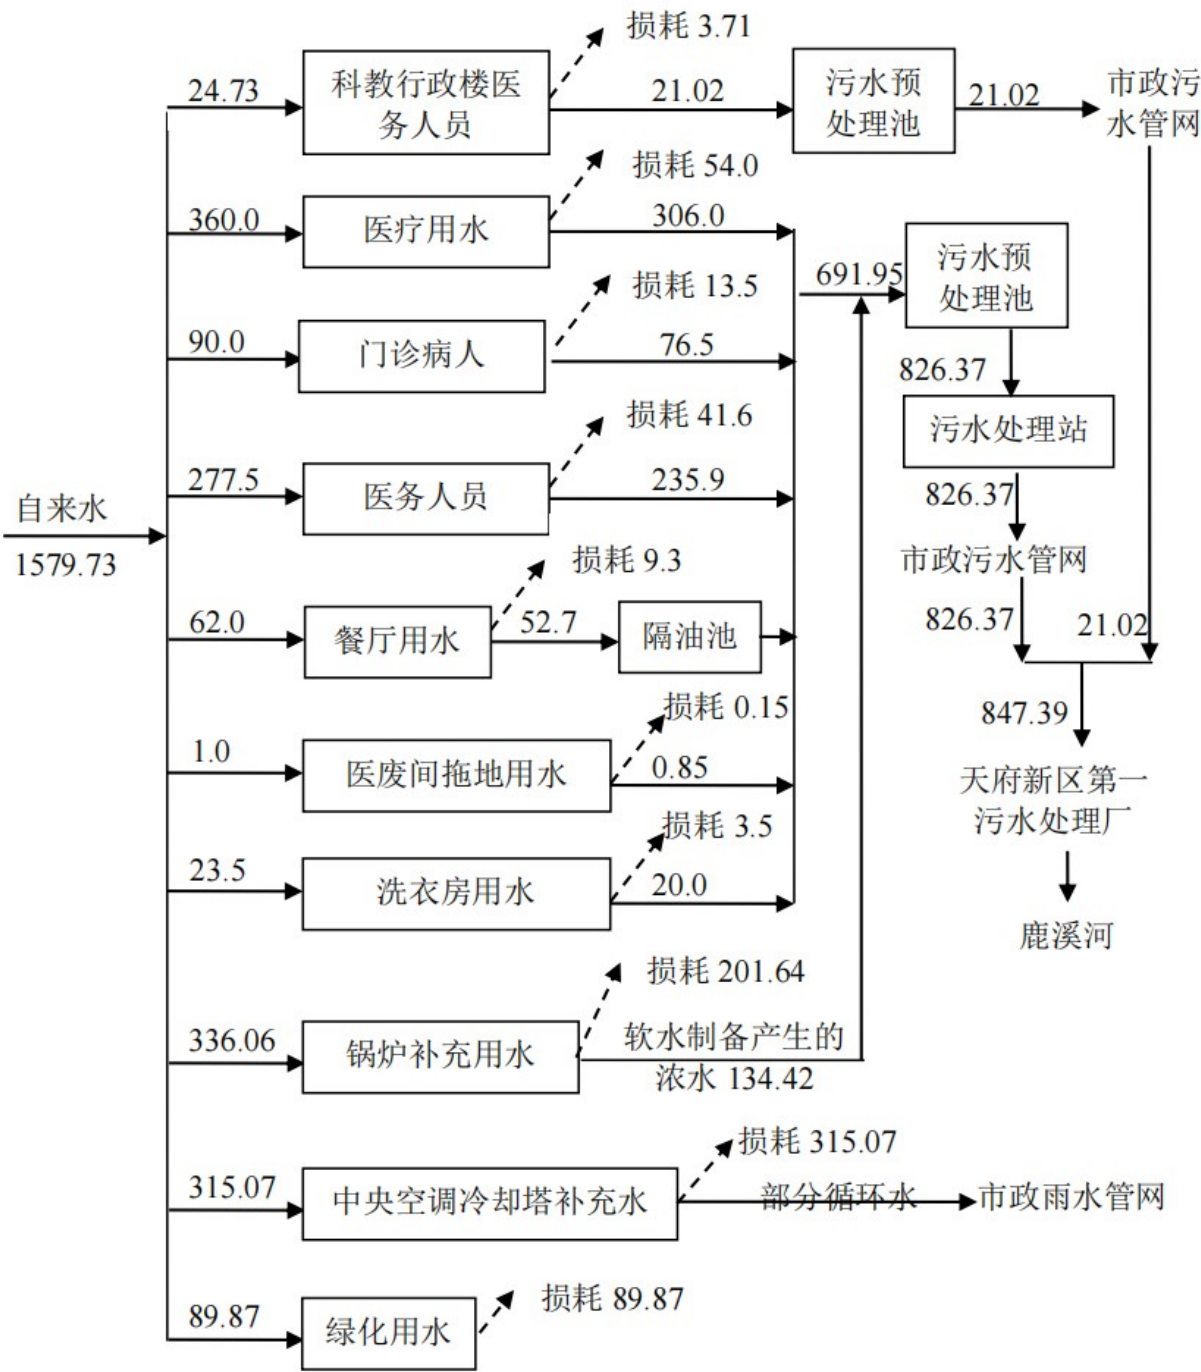 损耗 3.71
24.73
科教行政楼医
务人员
21.02
污水预
处理池
21.02
市政污
水管网
损耗 54.0
360.0
医疗用水
306.0
污水预
处理池
691.95
损耗 13.5
90.0
门诊病人
76.5
826.37
损耗 41.6
污水处理站
277.5
医务人员
235.9
826.37
自来水
1579.73
市政污水管网
损耗 9.3
62.0
餐厅用水
52.7
隔油池
826.37
21.02
损耗 0.15
847.39
1.0
医废间拖地用水
0.85
天府新区第一
污水处理厂
损耗 3.5
23.5
洗衣房用水
20.0
鹿溪河
损耗 201.64
336.06
锅炉补充用水
软水制备产生的
浓水 134.42
损耗 315.07
315.07
中央空调冷却塔补充水
部分循环水
市政雨水管网
损耗 89.87
89.87
绿化用水